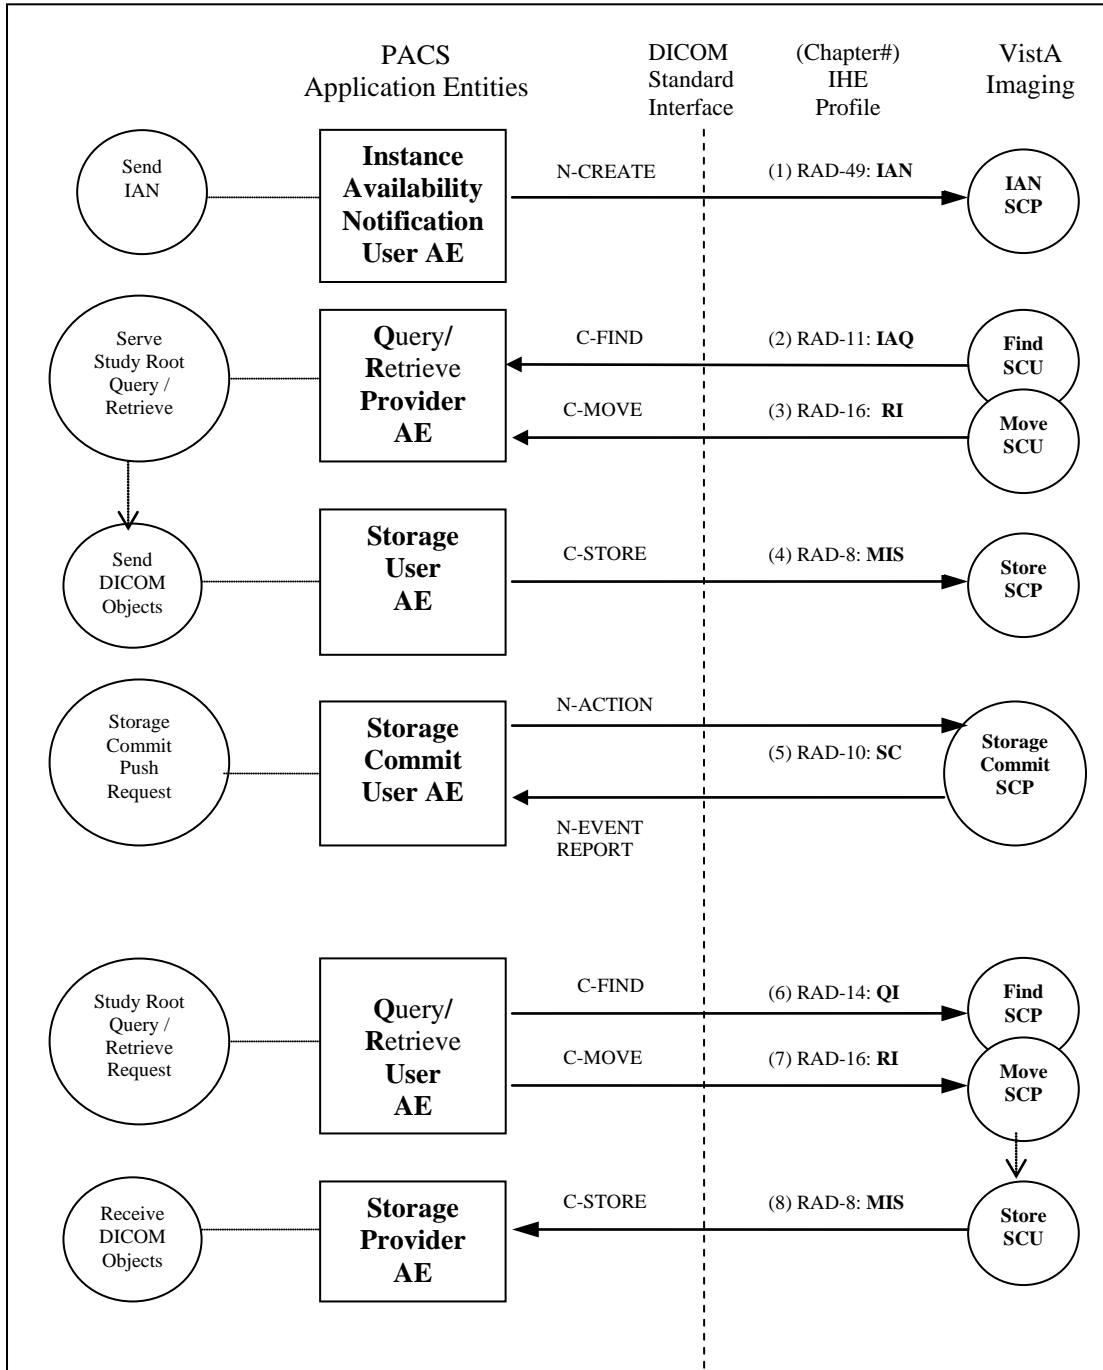 PACS
Application Entities
DICOM
Standard
Interface
(Chapter#)
IHE
Profile
VistA
Imaging
Send
IAN
Instance
Availability
Notification
User AE
N-CREATE
(1) RAD-49: IAN
IAN
SCP
Serve
Study Root
Query /
Retrieve
Query/
Retrieve
Provider
AE
C-FIND
(2) RAD-11: IAQ
Find
SCU
C-MOVE
(3) RAD-16: RI
Move
SCU
Send
DICOM
Objects
Storage
User
AE
C-STORE
(4) RAD-8: MIS
Store
SCP
Storage
Commit
Push
Request
Storage
Commit
User AE
N-ACTION
(5) RAD-10: SC
N-EVENT
REPORT
Storage
Commit
SCP
Study Root
Query /
Retrieve
Request
Query/
Retrieve
User
AE
C-FIND
(6) RAD-14: QI
Find
SCP
C-MOVE
(7) RAD-16: RI
Move
SCP
Receive
DICOM
Objects
Storage
Provider
AE
C-STORE
(8) RAD-8: MIS
Store
SCU